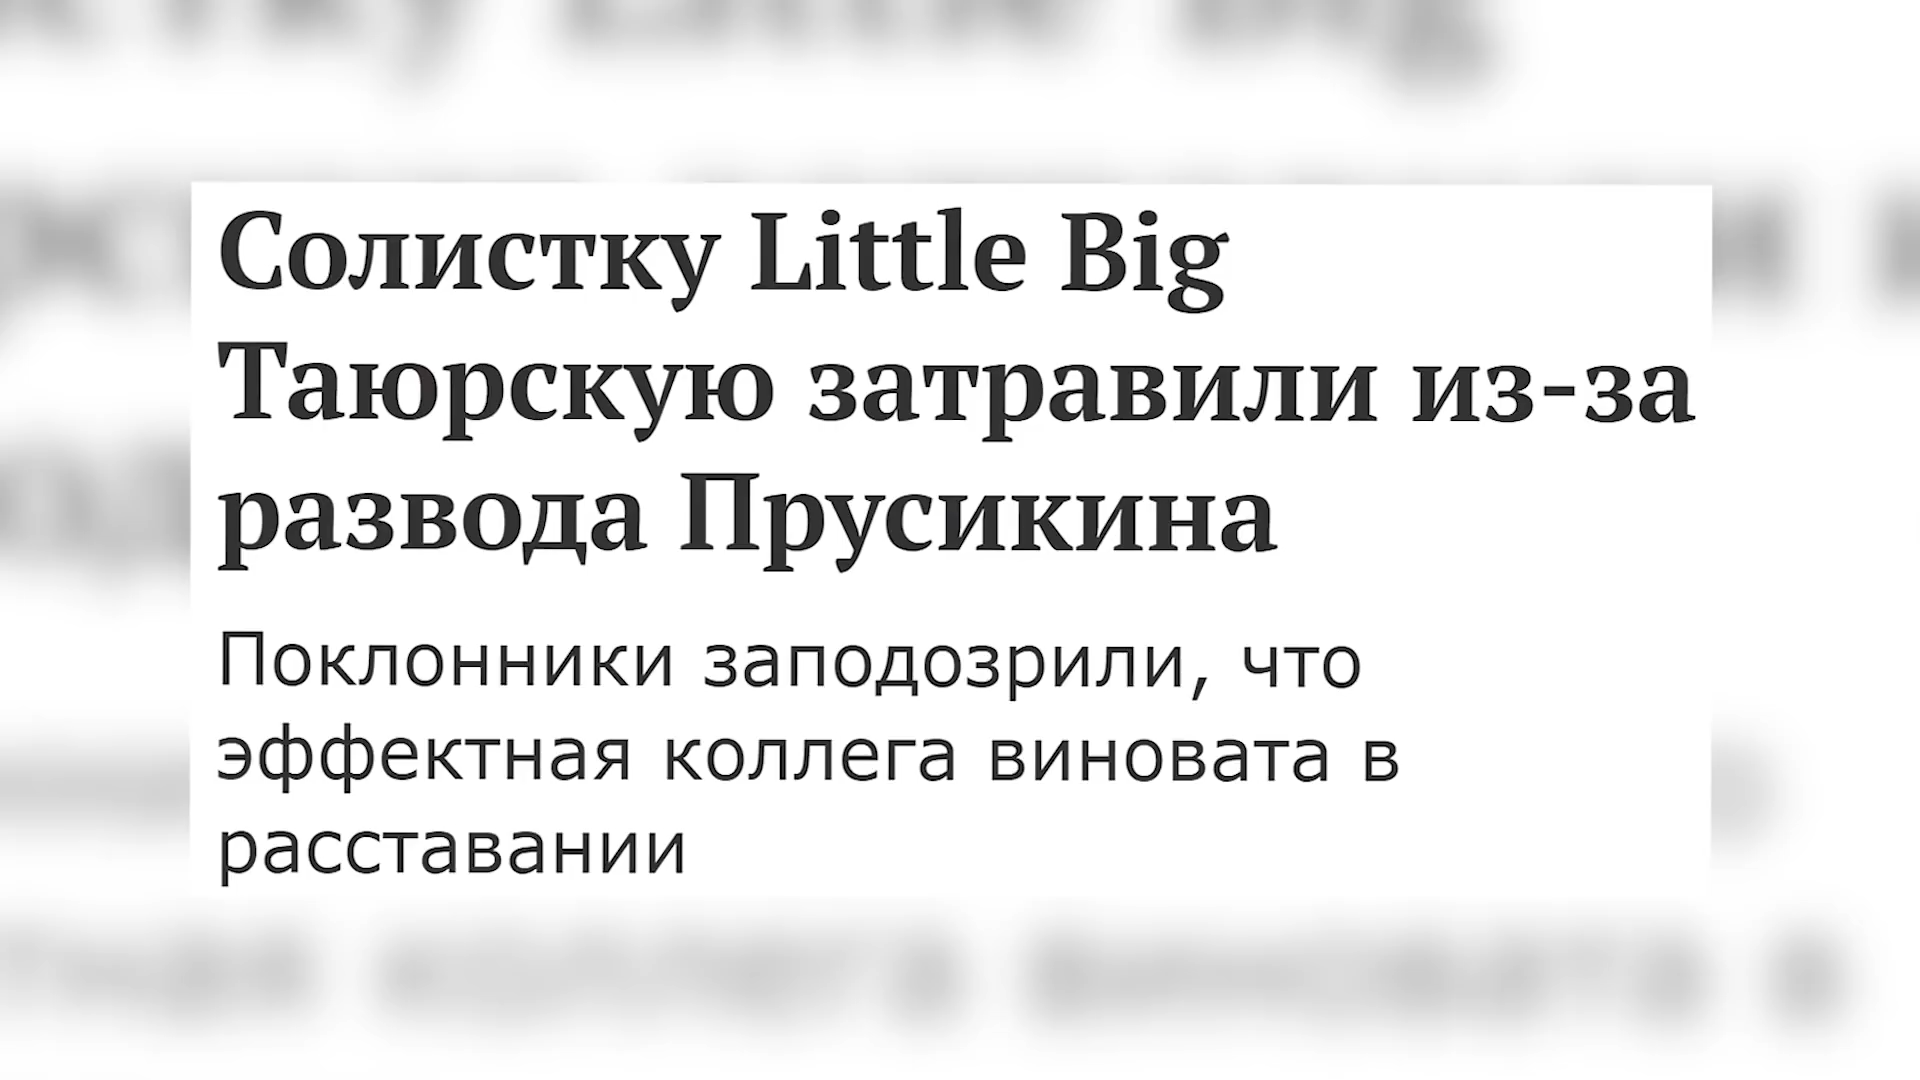 Солистку Little Big
Таюрскую затравили из-за
развода Прусикина
Поклонники заподозрили, что
эффектная коллега виновата в
расставании